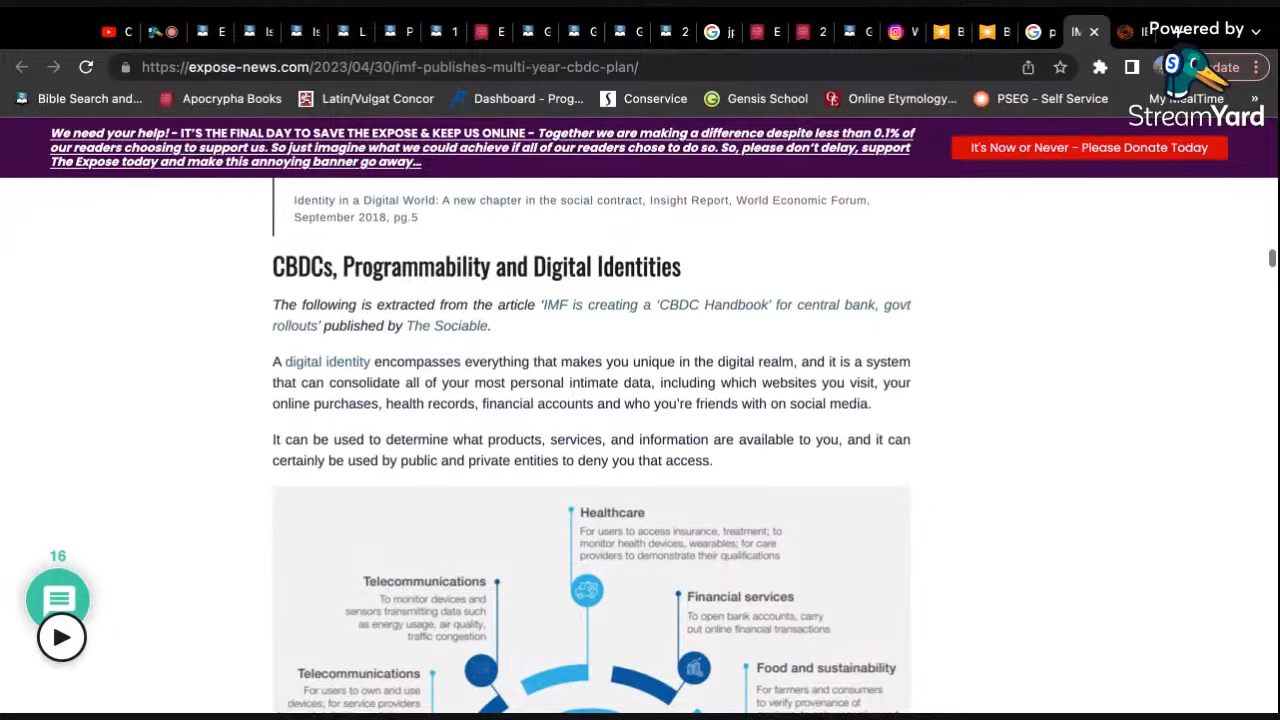 C
E
Is
Is
L
P
1
E
C
C
C
2
jp
E
2
C
V
B
B
p
IM
Powered by
https://expose-news.com/2023/04/30/imf-publishes-multi-year-cbdc-plan/
date
Bible Search and...
Apocrypha Books
Latin/Vulgat Concor
Dashboard - Prog...
Conservice
Gensis School
Online Etymology...
PSEG - Self Service
My MealTime
»
StreamYard
We need your help! - IT'S THE FINAL DAY TO SAVE THE EXPOSE & KEEP US ONLINE - Together we are making a difference despite less than 0.1% of
our readers choosing to support us. So just imagine what we could achieve if all of our readers chose to do so. So, please don't delay, support
The Expose today and make this annoying banner go away...
It's Now or Never - Please Donate Today
Identity in a Digital World: A new chapter in the social contract, Insight Report, World Economic Forum,
September 2018, pg.5
CBDCs, Programmability and Digital Identities
The following is extracted from the article 'IMF is creating a 'CBDC Handbook' for central bank, govt
rollouts' published by The Sociable.
A digital identity encompasses everything that makes you unique in the digital realm, and it is a system
that can consolidate all of your most personal intimate data, including which websites you visit, your
online purchases, health records, financial accounts and who you're friends with on social media.
It can be used to determine what products, services, and information are available to you, and it can
certainly be used by public and private entities to deny you that access.
Healthcare
For users to access insurance, treatment; to
monitor health devices, wearables; for care
providers to demonstrate their qualifications
Telecommunications
To monitor devices and
sensors transmitting data such
as energy usage, air quality,
traffic congestion
Financial services
To open bank accounts, carry
out online financial transactions
Telecommunications
For users to own and use
devices; for service providers
Food and sustainability
For farmers and consumers
to verify provenance of
16